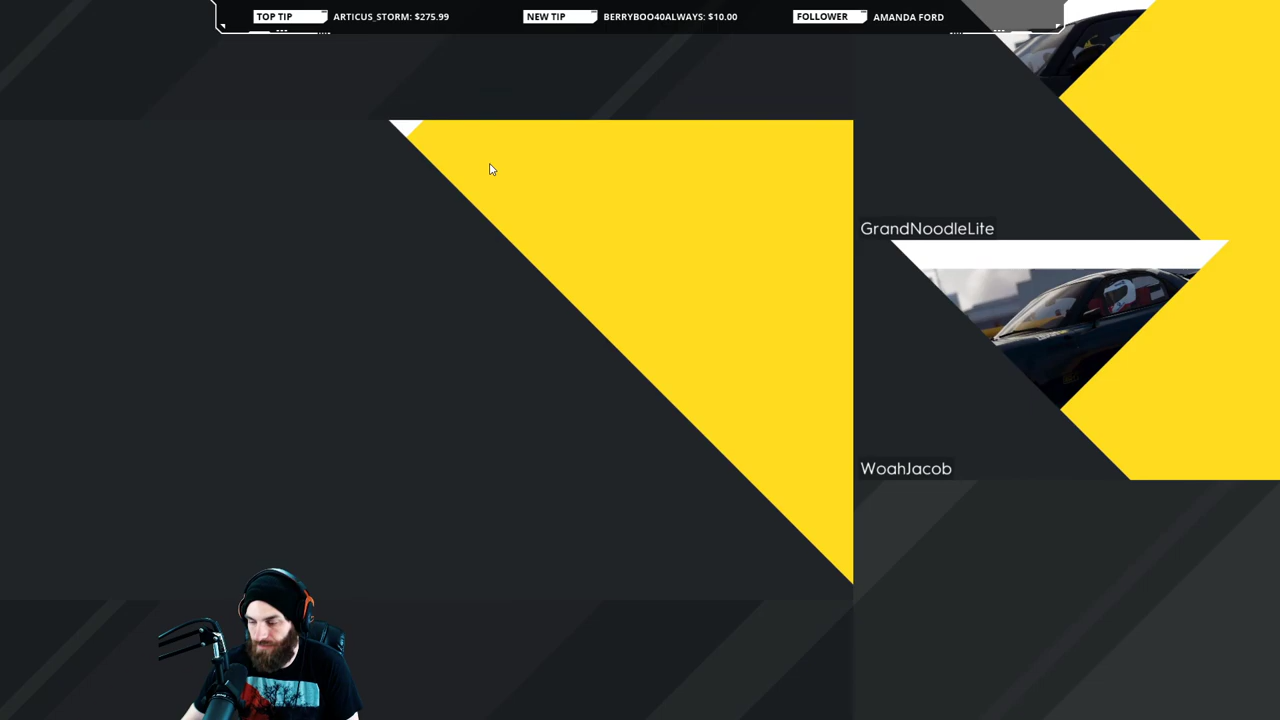 TOP TIP ARTICUS_STORM: $275.99 NEW TIP BERRYBOO40ALWAYS: $10.00 FOLLOWER AMANDA FORD
GrandNoodleLite
WoahJacob